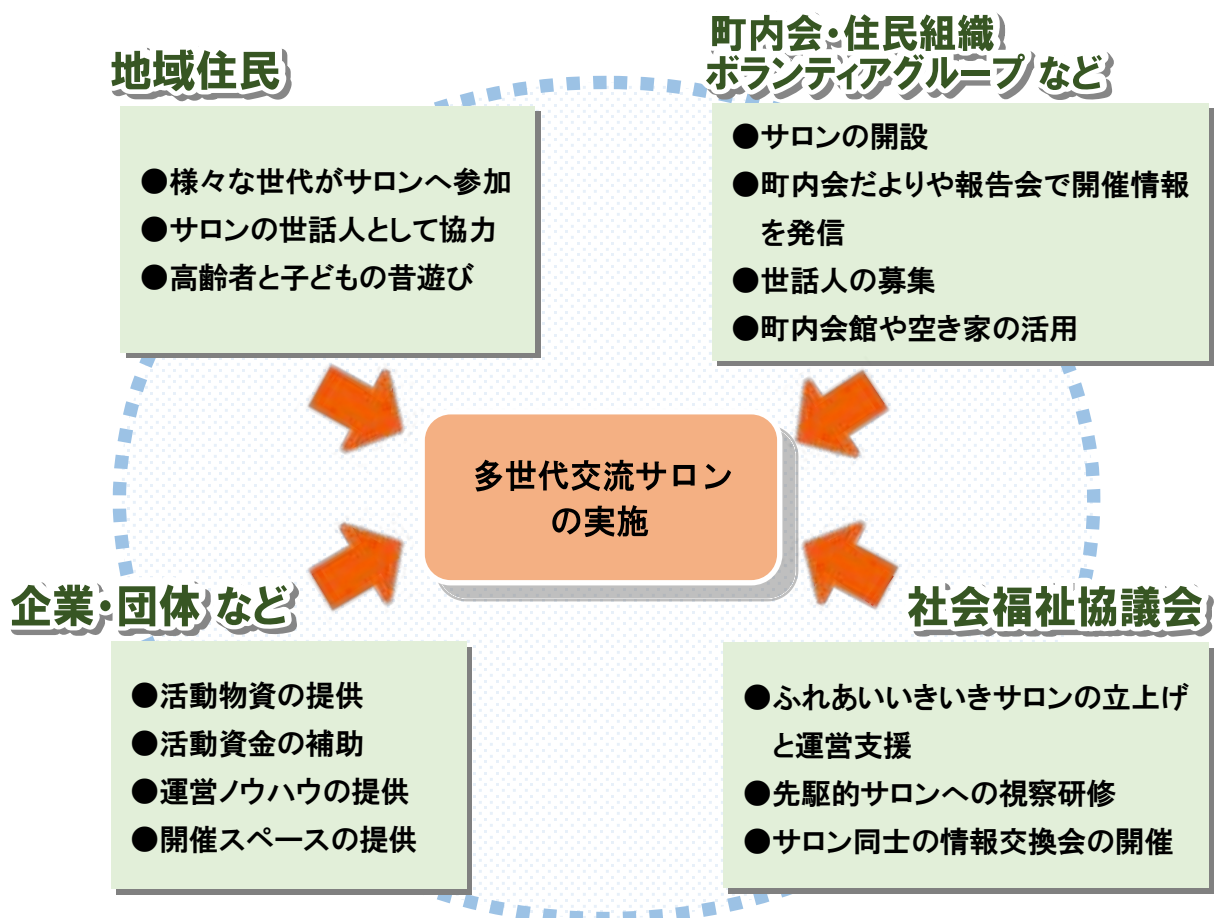 地域住民
●様々な世代がサロンへ参加
●サロンの世話人として協力
●高齢者と子どもの昔遊び
町内会・住民組織
ボランティアグループ など
●サロンの開設
●町内会だよりや報告会で開催情報
を発信
●世話人の募集
●町内会館や空き家の活用
多世代交流サロン
の実施
企業・団体 など
●活動物資の提供
●活動資金の補助
●運営ノウハウの提供
●開催スペースの提供
社会福祉協議会
●ふれあいいきいきサロンの立上げ
と運営支援
●先駆的サロンへの視察研修
●サロン同士の情報交換会の開催